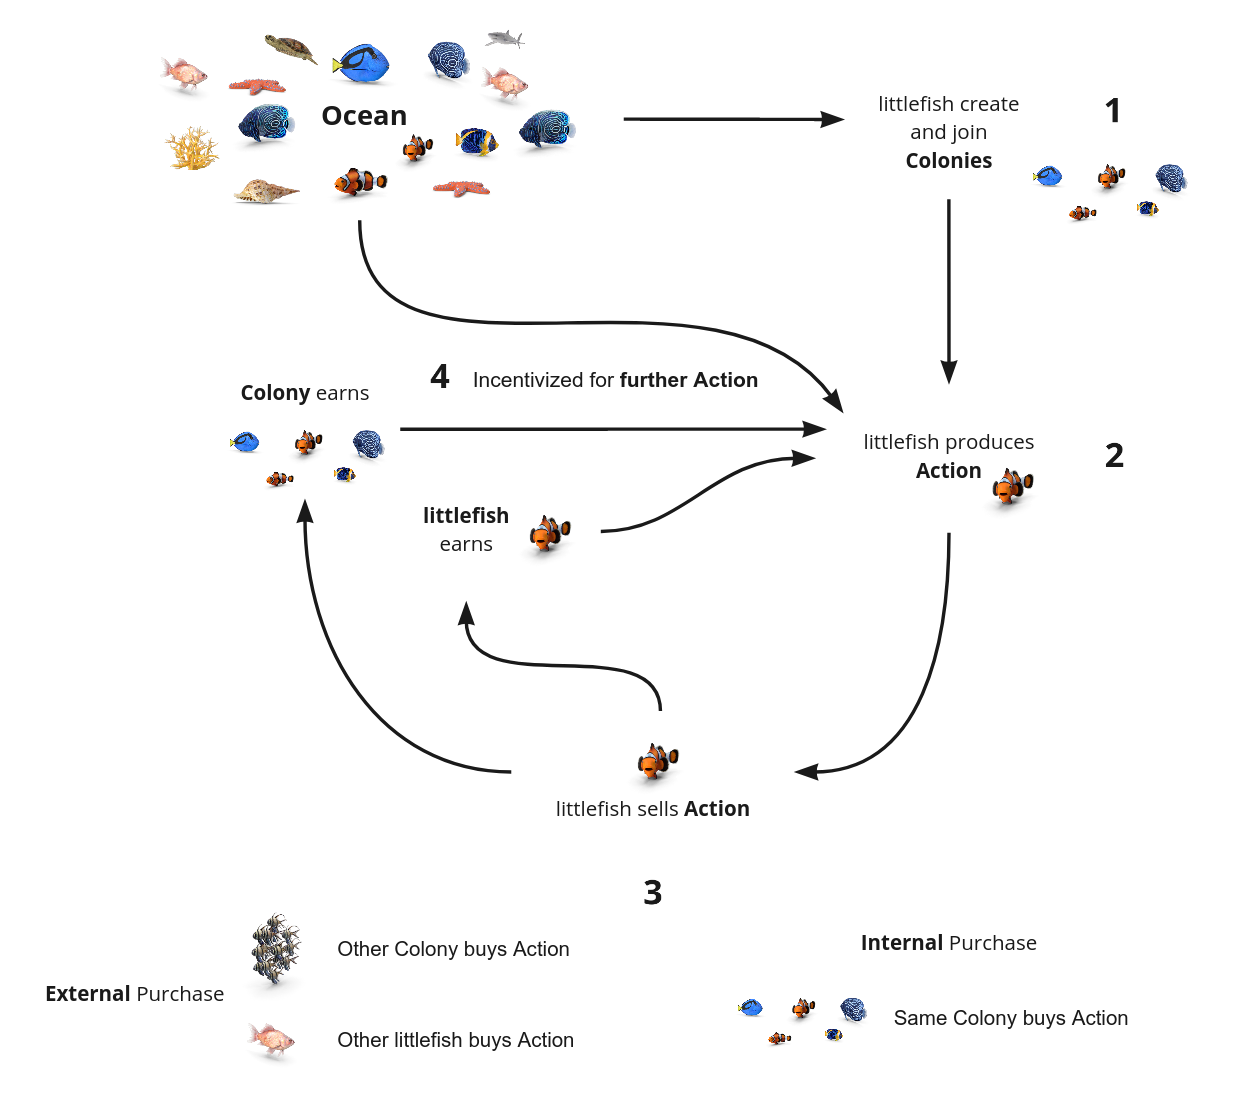 Ocean
littlefish create
and join
Colonies
1
4 Incentivized for further Action
Colony earns
littlefish produces
Action
2
littlefish
earns
littlefish sells Action
3
Other Colony buys Action
External Purchase
Other littlefish buys Action
Internal Purchase
Same Colony buys Action